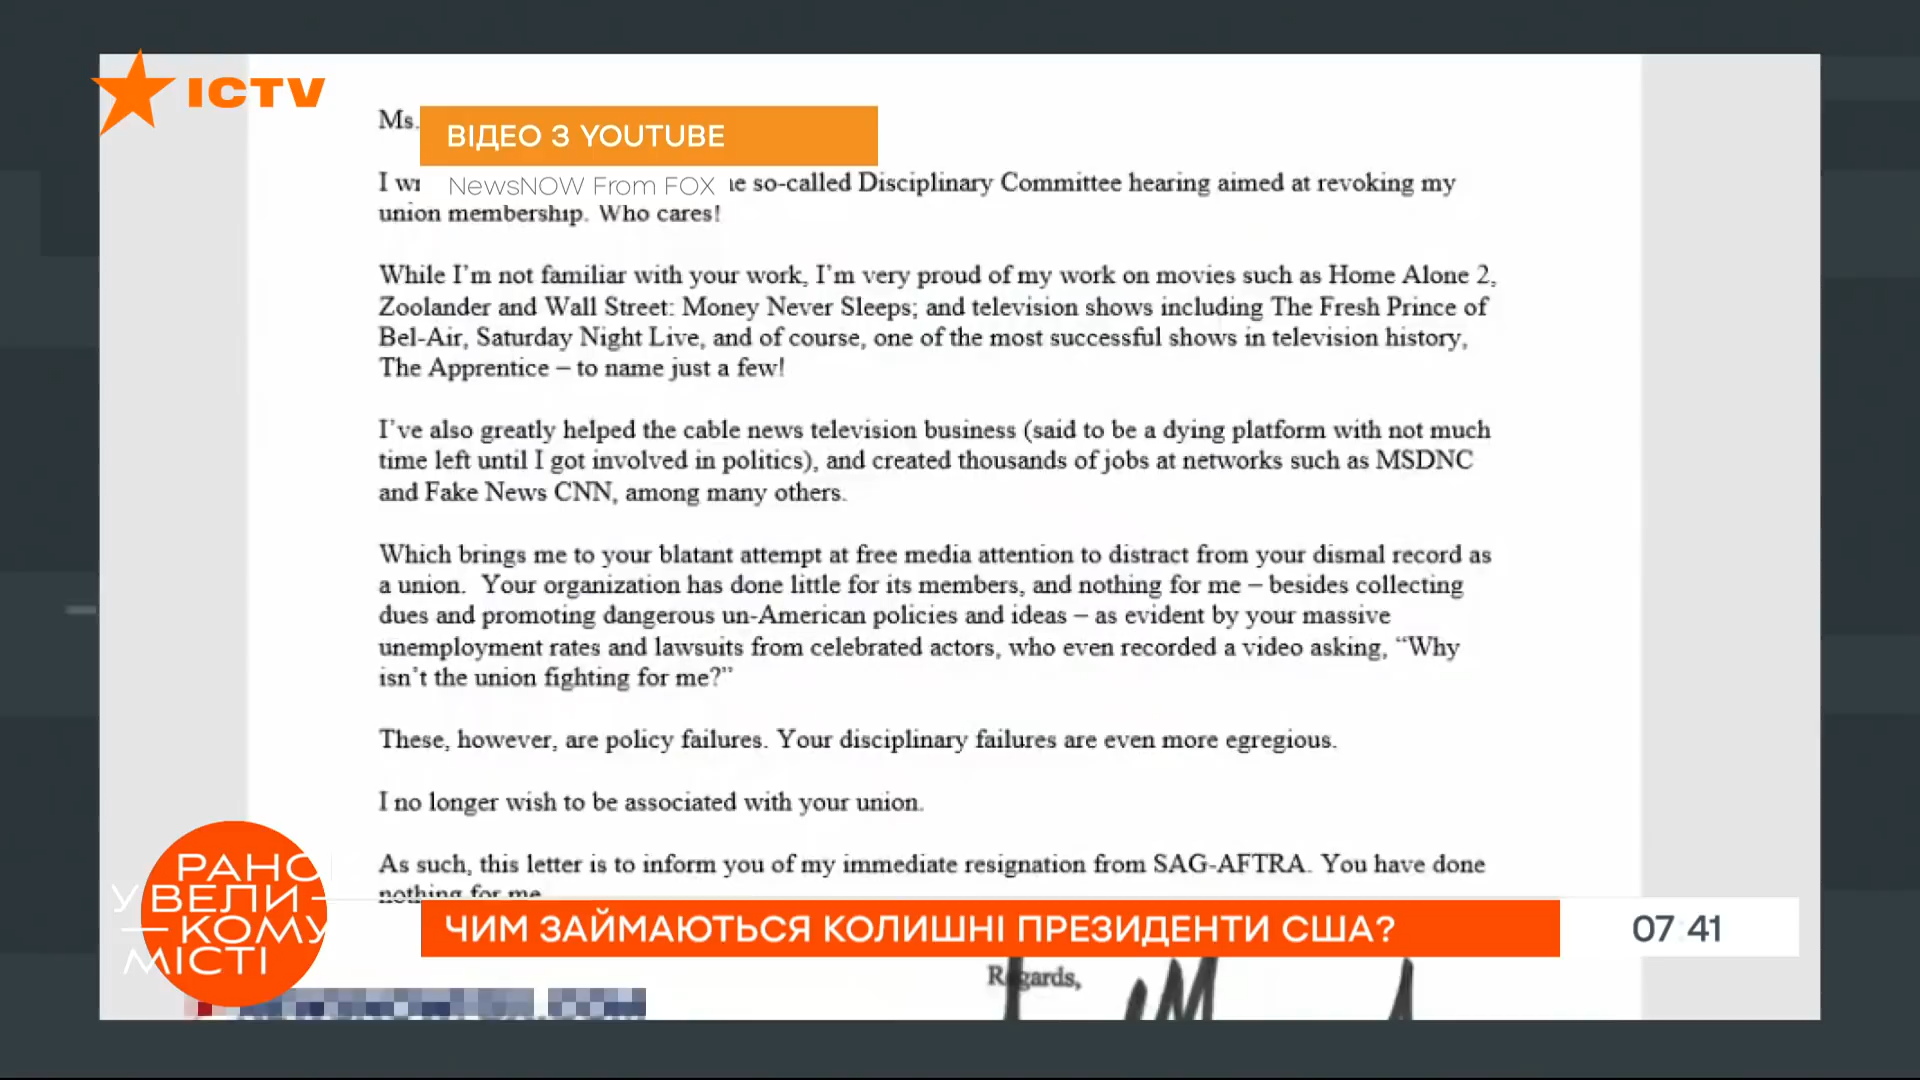 ICTV
Ms.
ВІДЕО З YOUTUBE
NewsNOW From FOX
I so-called Disciplinary Committee hearing aimed at revoking my
union membership. Who cares!
While I’m not familiar with your work, I’m very proud of my work on movies such as Home Alone 2,
Zoolander and Wall Street: Money Never Sleeps; and television shows including The Fresh Prince of
Bel-Air, Saturday Night Live, and of course, one of the most successful shows in television history,
The Apprentice – to name just a few!
I’ve also greatly helped the cable news television business (said to be a dying platform with not much
time left until I got involved in politics), and created thousands of jobs at networks such as MSDNC
and Fake News CNN, among many others.
Which brings me to your blatant attempt at free media attention to distract from your dismal record as
a union. Your organization has done little for its members, and nothing for me – besides collecting
dues and promoting dangerous un-American policies and ideas – as evident by your massive
unemployment rates and lawsuits from celebrated actors, who even recorded a video asking, “Why
isn’t the union fighting for me?”
These, however, are policy failures. Your disciplinary failures are even more egregious.
I no longer wish to be associated with your union.
As such, this letter is to inform you of my immediate resignation from SAG-AFTRA. You have done
nothing for me
РАНО
У ВЕЛИ–
–КОМУ
МІСТІ
ЧИМ ЗАЙМАЮТЬСЯ КОЛИШНІ ПРЕЗИДЕНТИ США?
07 41
Regards,